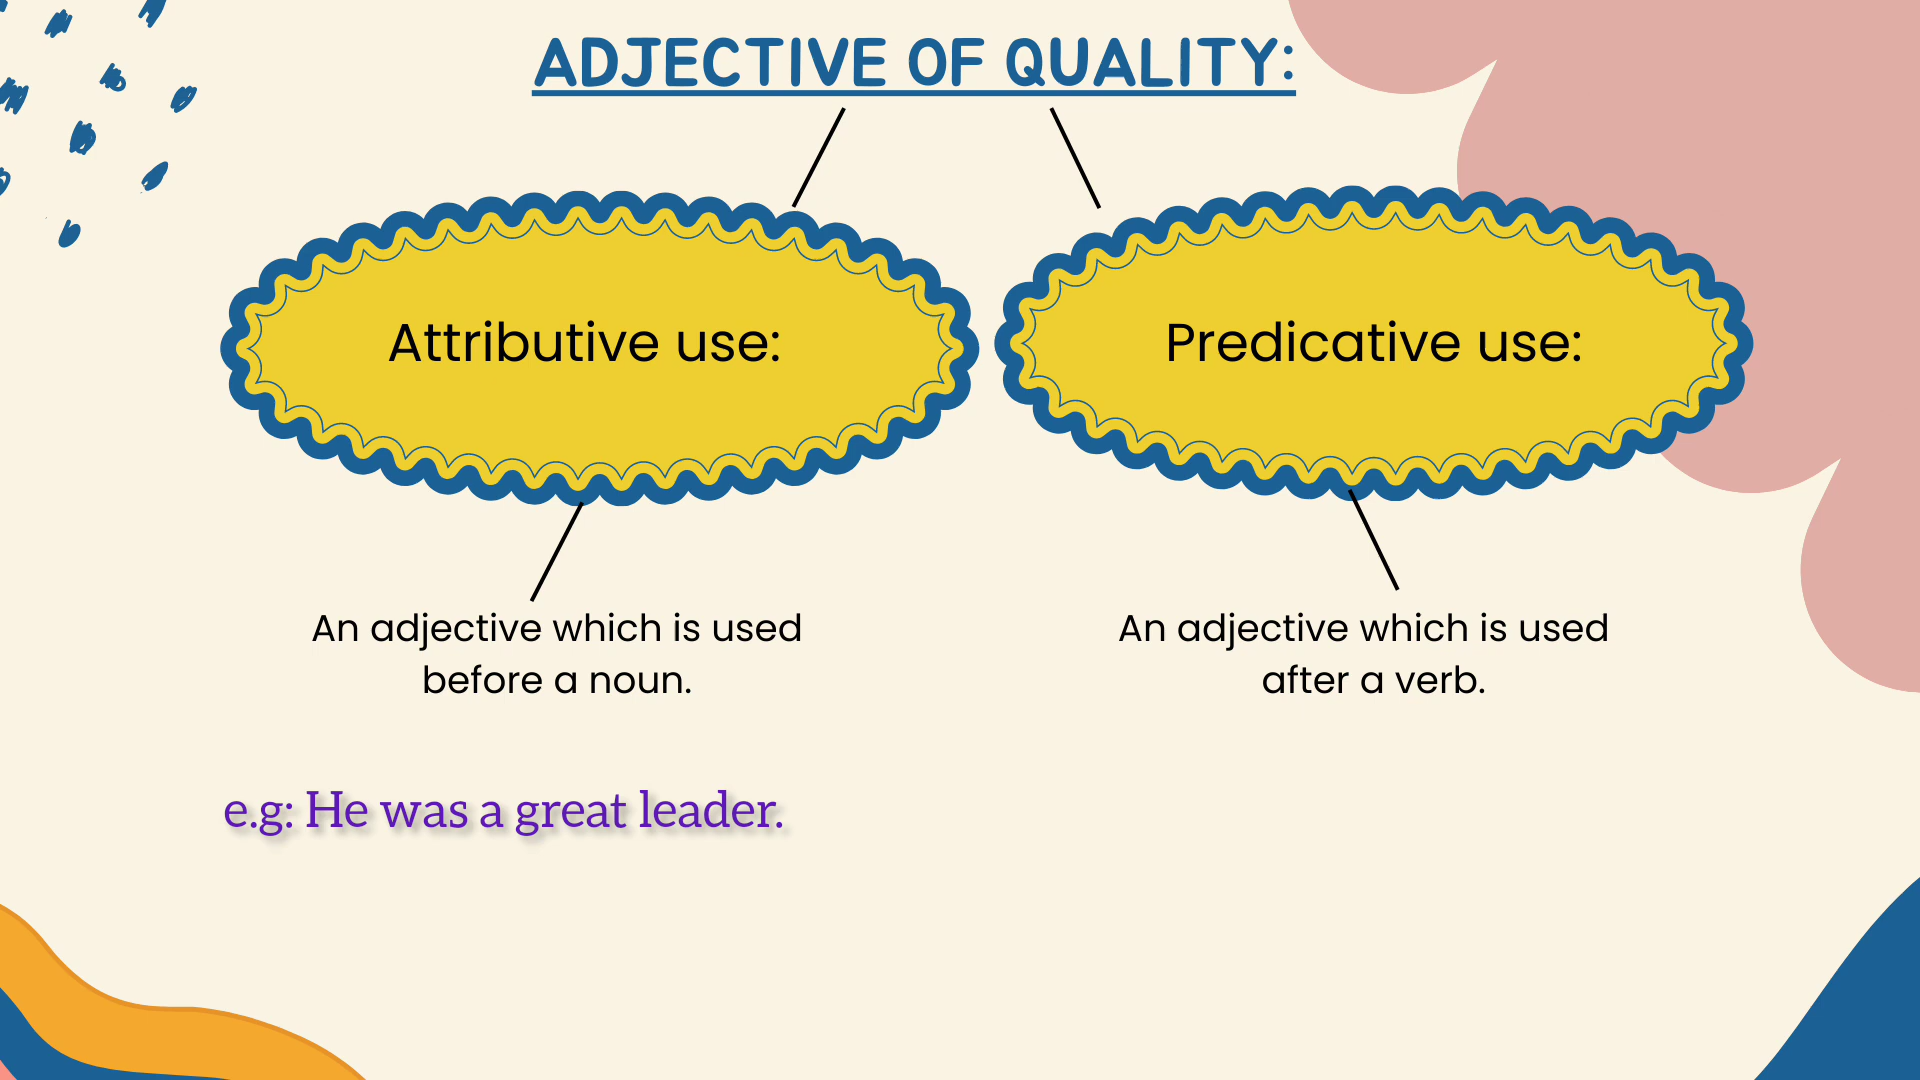 ADJECTIVE OF QUALITY:
Attributive use:
Predicative use:
An adjective which is used
before a noun.
An adjective which is used
after a verb.
e.g: He was a great leader.